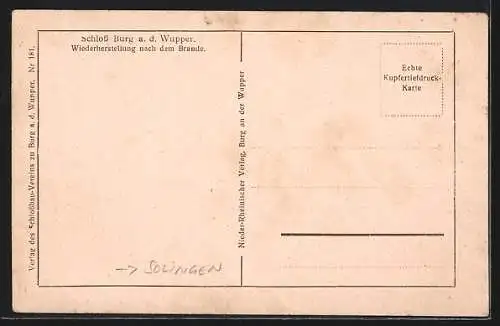 Schloß Burg a. d. Wupper.
Wiederherstellung nach dem Brande.
Verlag des Schloßbau-Vereins zu Burg a. d. Wupper. Nr 181.
Nieder-Rheinischer Verlag, Burg an der Wupper
Echte
Kupfertiefdruck-
Karte
→ SOLINGEN